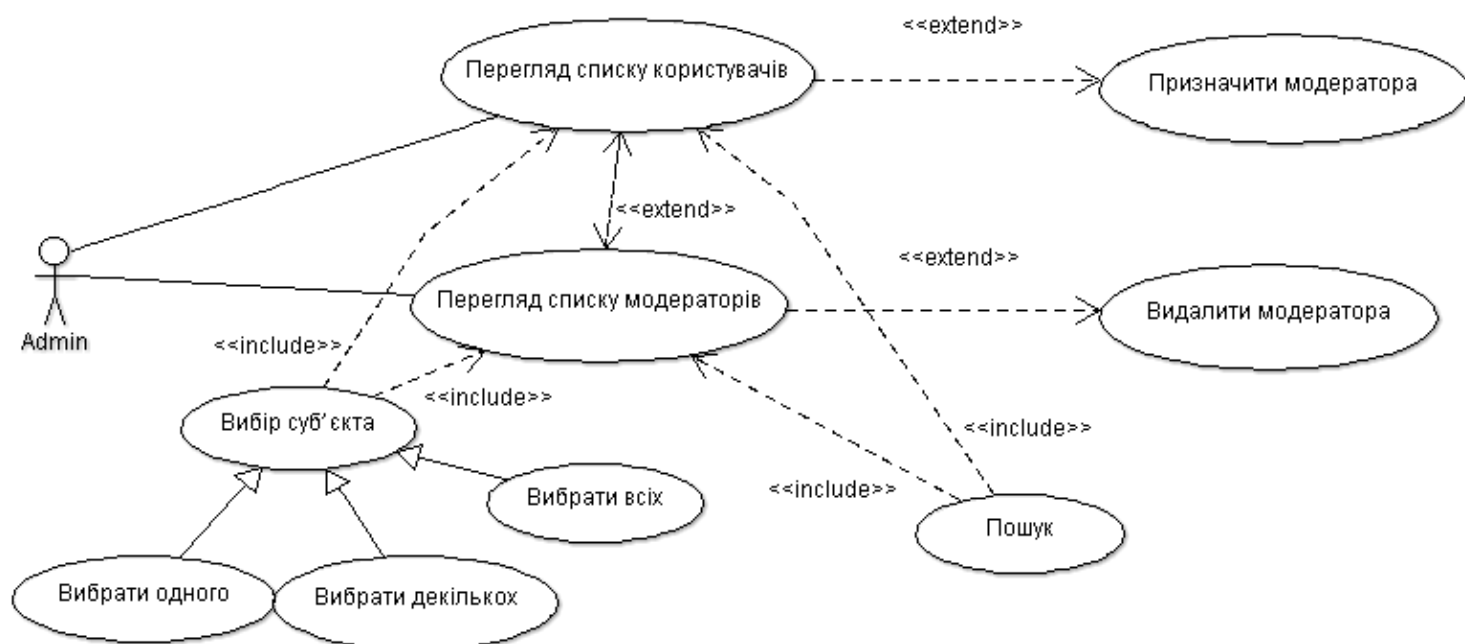 <<extend>>
Перегляд списку користувачів
Призначити модератора
<<extend>>
<<extend>>
Перегляд списку модераторів
Видалити модератора
Admin
<<include>>
<<include>>
Вибір суб'єкта
<<include>>
<<include>>
Вибрати всіх
Пошук
Вибрати одного
Вибрати декількох